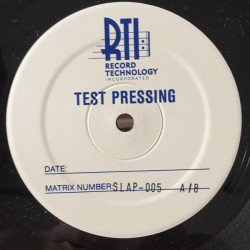 RTI
RECORD
TECHNOLOGY
INCORPORATED
TEST PRESSING
DATE:
MATRIX NUMBER: SLAP-005 A/B